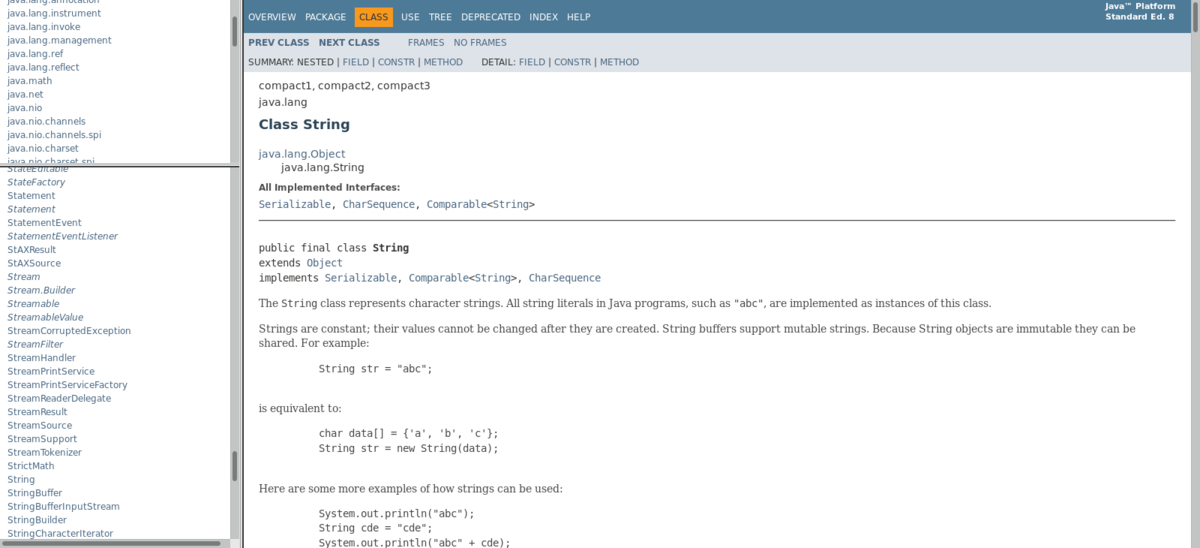 java.lang.annotation
java.lang.instrument
java.lang.invoke
java.lang.management
java.lang.ref
java.lang.reflect
java.math
java.net
java.nio
java.nio.channels
java.nio.channels.spi
java.nio.charset
java.nio.charset.spi
StateEditable
StateFactory
Statement
Statement
StatementEvent
StatementEventListener
StAXResult
StAXSource
Stream
Stream.Builder
Streamable
StreamableValue
StreamCorruptedException
StreamFilter
StreamHandler
StreamPrintService
StreamPrintServiceFactory
StreamReaderDelegate
StreamResult
StreamSource
StreamSupport
StreamTokenizer
StrictMath
String
StringBuffer
StringBufferInputStream
StringBuilder
StringCharacterIterator
OVERVIEW PACKAGE CLASS USE TREE DEPRECATED INDEX HELP
Java™ Platform
Standard Ed. 8
PREV CLASS NEXT CLASS FRAMES NO FRAMES
SUMMARY: NESTED | FIELD | CONSTR | METHOD DETAIL: FIELD | CONSTR | METHOD
compact1, compact2, compact3
java.lang
Class String
java.lang.Object
java.lang.String
All Implemented Interfaces:
Serializable, CharSequence, Comparable<String>
public final class String
extends Object
implements Serializable, Comparable<String>, CharSequence
The String class represents character strings. All string literals in Java programs, such as "abc", are implemented as instances of this class.
Strings are constant; their values cannot be changed after they are created. String buffers support mutable strings. Because String objects are immutable they can be
shared. For example:
String str = "abc";
is equivalent to:
char data[] = {'a', 'b', 'c'};
String str = new String(data);
Here are some more examples of how strings can be used:
System.out.println("abc");
String cde = "cde";
System.out.println("abc" + cde);